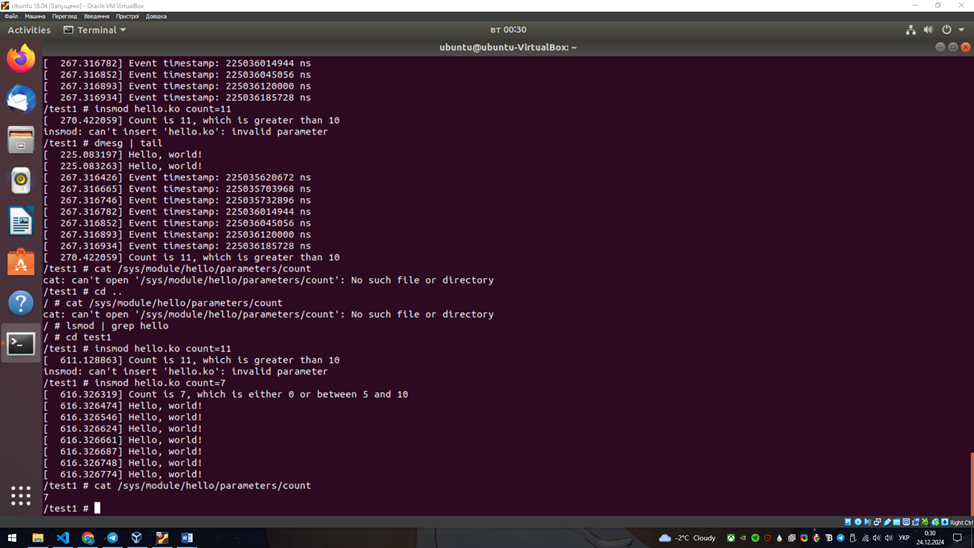 Ubuntu 18.04 [Запущено] - Oracle VM VirtualBox
Файл Машина Перегляд Введення Пристрої Довідка
Activities Terminal вт 00:30
ubuntu@ubuntu-VirtualBox: ~
[  267.316782] Event timestamp: 225036014944 ns
[  267.316852] Event timestamp: 225036045056 ns
[  267.316893] Event timestamp: 225036120000 ns
[  267.316934] Event timestamp: 225036185728 ns
/test1 # insmod hello.ko count=11
[  270.422059] Count is 11, which is greater than 10
insmod: can't insert 'hello.ko': invalid parameter
/test1 # dmesg | tail
[  225.083197] Hello, world!
[  225.083263] Hello, world!
[  267.316426] Event timestamp: 225035620672 ns
[  267.316665] Event timestamp: 225035703968 ns
[  267.316746] Event timestamp: 225035732896 ns
[  267.316782] Event timestamp: 225036014944 ns
[  267.316852] Event timestamp: 225036045056 ns
[  267.316893] Event timestamp: 225036120000 ns
[  267.316934] Event timestamp: 225036185728 ns
[  270.422059] Count is 11, which is greater than 10
/test1 # cat /sys/module/hello/parameters/count
cat: can't open '/sys/module/hello/parameters/count': No such file or directory
/test1 # cd ..
/ # cat /sys/module/hello/parameters/count
cat: can't open '/sys/module/hello/parameters/count': No such file or directory
/ # lsmod | grep hello
/ # cd test1
/test1 # insmod hello.ko count=11
[  611.128863] Count is 11, which is greater than 10
insmod: can't insert 'hello.ko': invalid parameter
/test1 # insmod hello.ko count=7
[  616.326319] Count is 7, which is either 0 or between 5 and 10
[  616.326474] Hello, world!
[  616.326546] Hello, world!
[  616.326624] Hello, world!
[  616.326661] Hello, world!
[  616.326687] Hello, world!
[  616.326748] Hello, world!
[  616.326774] Hello, world!
/test1 # cat /sys/module/hello/parameters/count
7
/test1 #
Right Ctrl
-2°C Cloudy УКР 0:30
24.12.2024